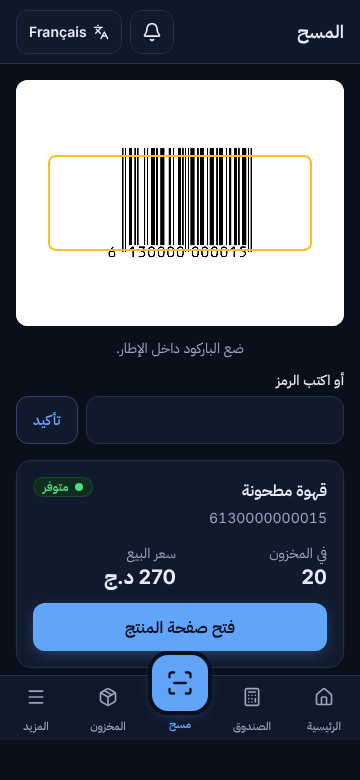 المسح
Français
6 130000 000015
ضع الباركود داخل الإطار.
أو اكتب الرمز
تأكيد
قهوة مطحونة
متوفر
6130000000015
في المخزون
سعر البيع
20
270 د.ج
فتح صفحة المنتج
الرئيسية
الصندوق
مسح
المخزون
المزيد